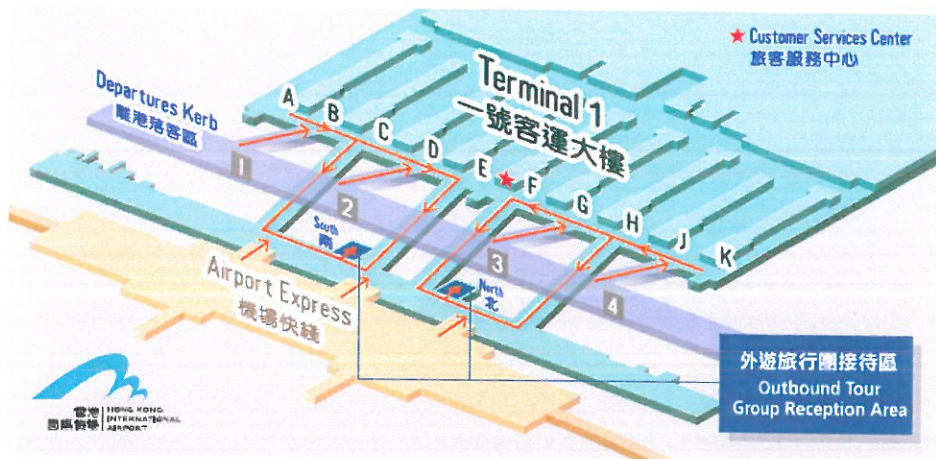 ★ Customer Services Center
旅客服務中心
Departures Kerb
離港落客區
Terminal 1
一號客運大樓
A
B
C
D
E
F
G
H
J
K
1
2
3
4
South
南
North
北
Airport Express
機場快綫
外遊旅行團接待區
Outbound Tour
Group Reception Area
香港
國際機場
HONG KONG
INTERNATIONAL
AIRPORT